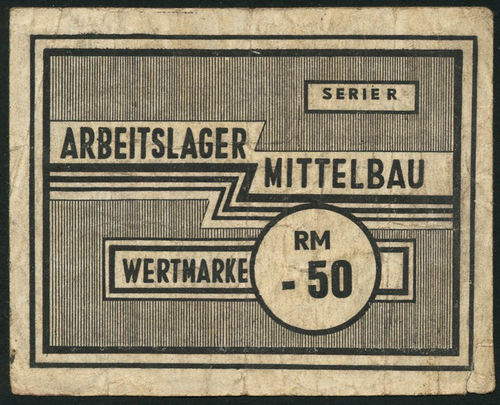 SERIE R
ARBEITSLAGER
MITTELBAU
RM
WERTMARKE
- 50